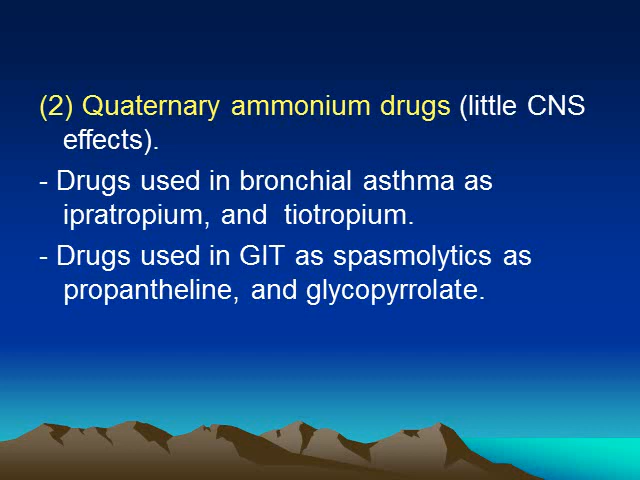 (2) Quaternary ammonium drugs (little CNS
effects).
- Drugs used in bronchial asthma as
ipratropium, and  tiotropium.
- Drugs used in GIT as spasmolytics as
propantheline, and glycopyrrolate.